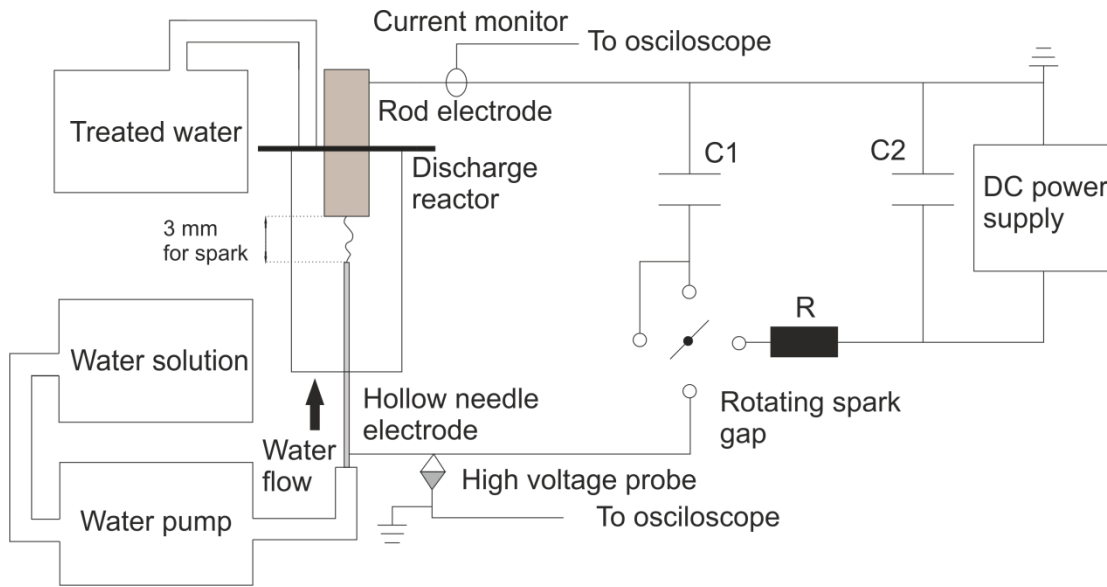 Current monitor
To osciloscope
Treated water
Rod electrode
C1
C2
Discharge
reactor
DC power
supply
3 mm
for spark
R
Water solution
Hollow needle
electrode
Rotating spark
gap
Water
flow
High voltage probe
Water pump
To osciloscope